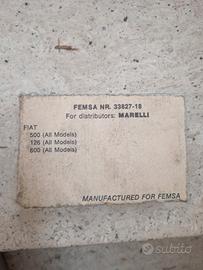 FEMSA NR. 33827-18
For distributors: MARELLI
FIAT
500 (All Models)
126 (All Models)
600 (All Models)
MANUFACTURED FOR FEMSA
subito